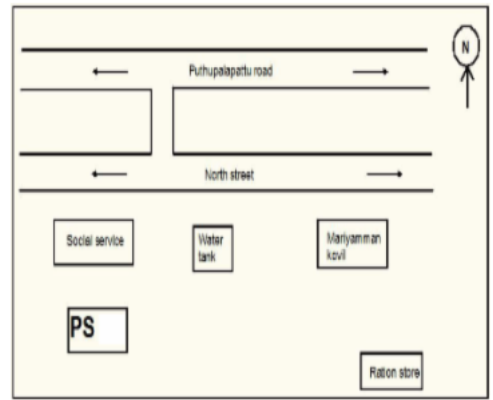 N
Puthupalapattu road
North street
Social service
Water
tank
Mariyamman
kovil
PS
Ration store